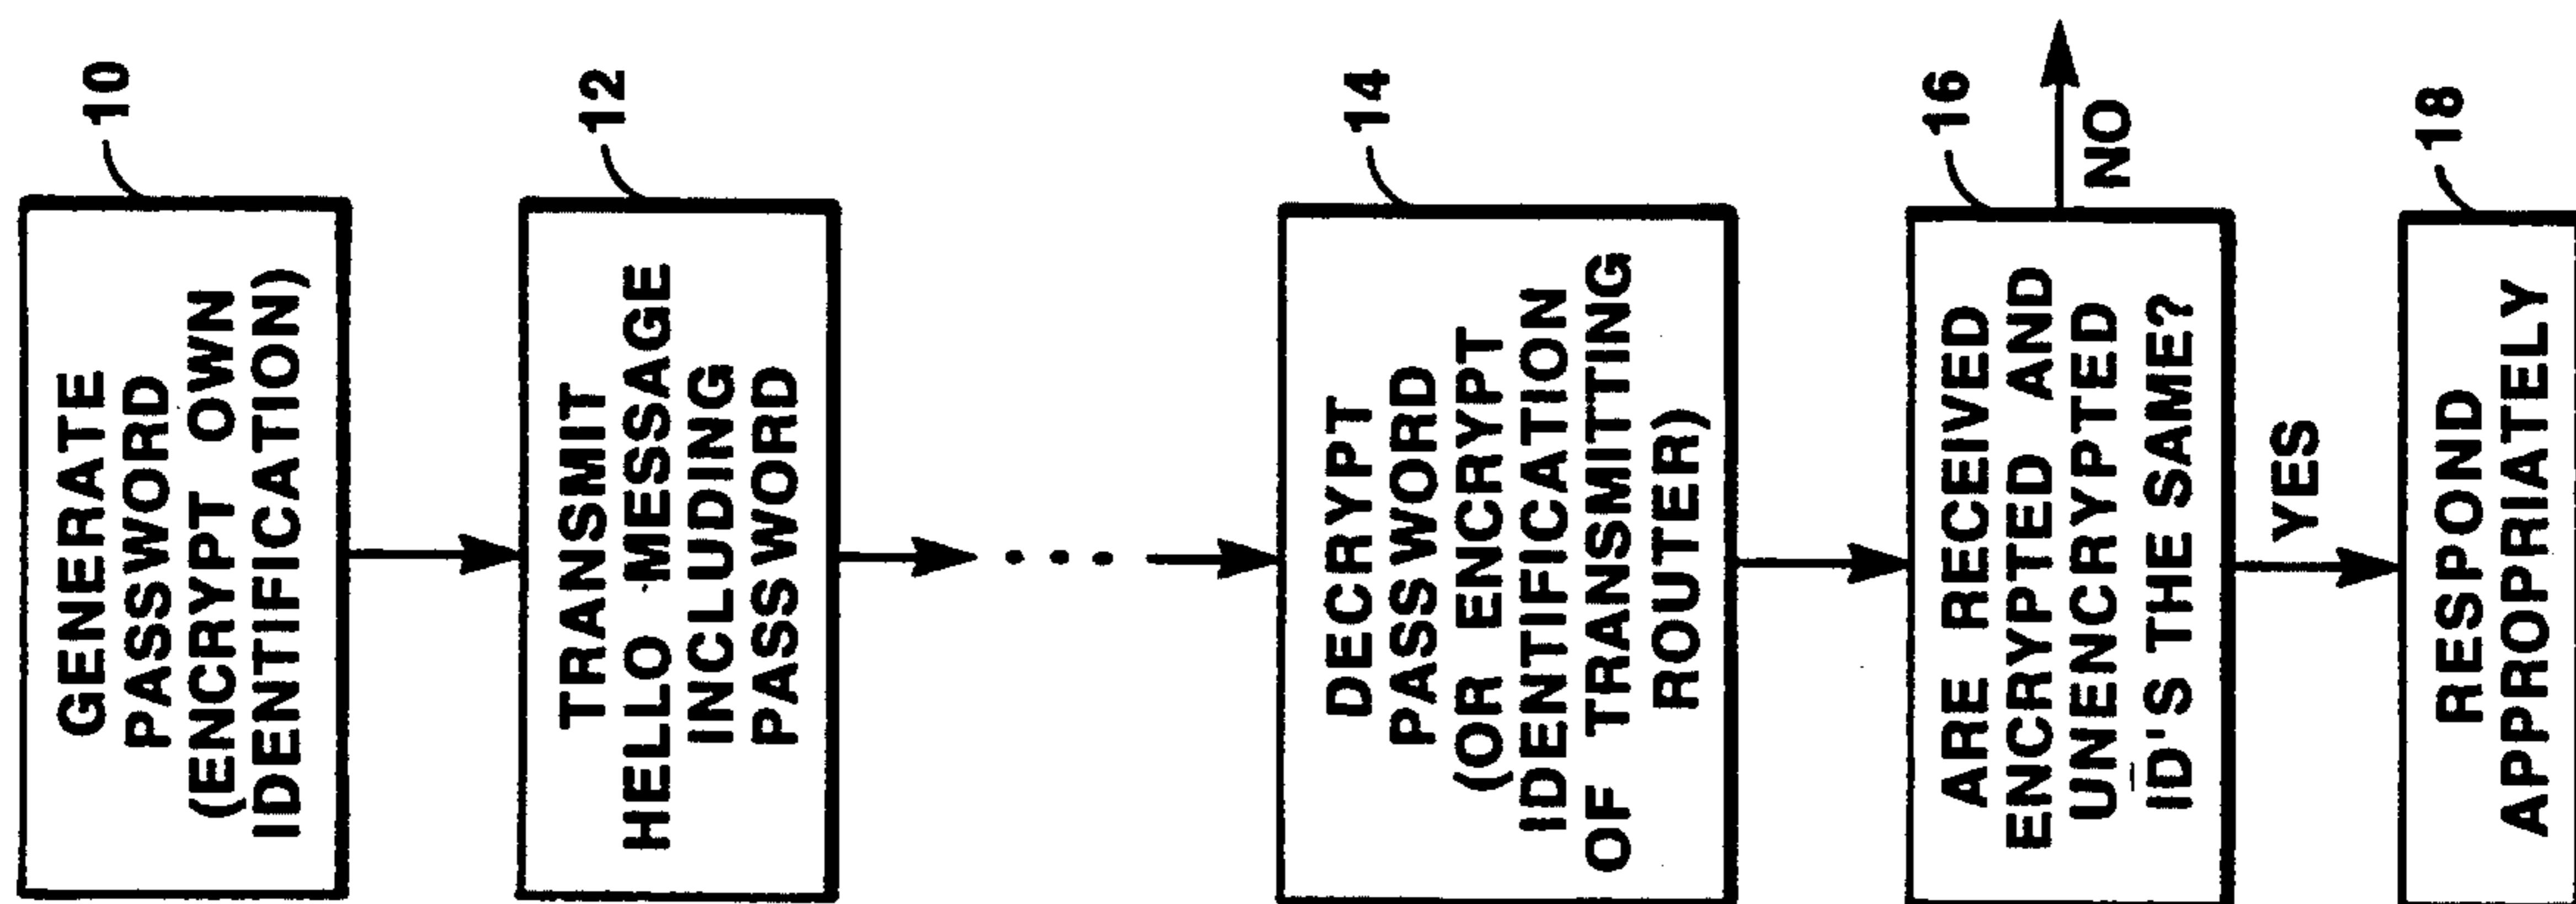 10
GENERATE
PASSWORD
(ENCRYPT OWN
IDENTIFICATION)
12
TRANSMIT
HELLO MESSAGE
INCLUDING
PASSWORD
14
DECRYPT
PASSWORD
(OR ENCRYPT
IDENTIFICATION
OF TRANSMITTING
ROUTER)
16
ARE RECEIVED
ENCRYPTED AND
UNENCRYPTED
ID'S THE SAME?
NO
YES
18
RESPOND
APPROPRIATELY